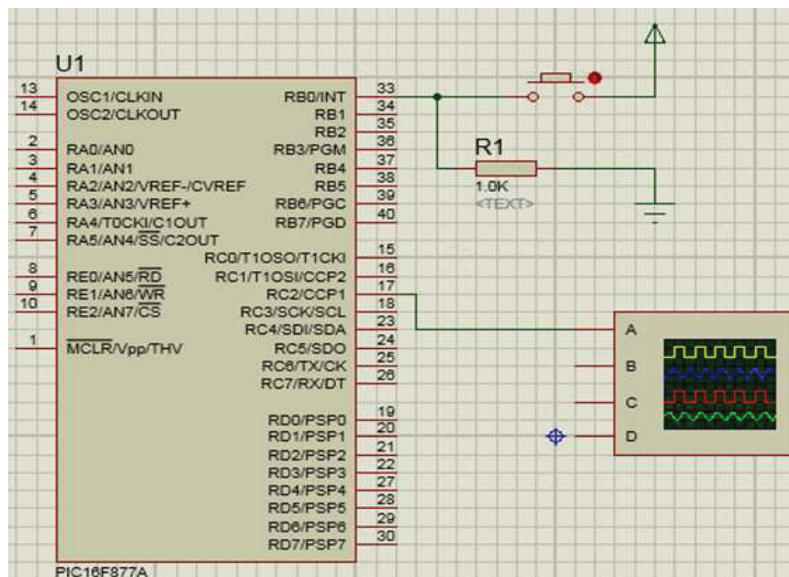 U1
13 OSC1/CLKIN
14 OSC2/CLKOUT
2 RA0/AN0
3 RA1/AN1
4 RA2/AN2/VREF-/CVREF
5 RA3/AN3/VREF+
6 RA4/T0CKI/C1OUT
7 RA5/AN4/SS/C2OUT
8 RE0/AN5/RD
9 RE1/AN6/WR
10 RE2/AN7/CS
1 MCLR/Vpp/THV
RB0/INT 33
RB1 34
RB2 35
RB3/PGM 36
RB4 37
RB5 38
RB6/PGC 39
RB7/PGD 40
RC0/T1OSO/T1CKI 15
RC1/T1OSI/CCP2 16
RC2/CCP1 17
RC3/SCK/SCL 18
RC4/SDI/SDA 23
RC5/SDO 24
RC6/TX/CK 25
RC7/RX/DT 26
RD0/PSP0 19
RD1/PSP1 20
RD2/PSP2 21
RD3/PSP3 22
RD4/PSP4 27
RD5/PSP5 28
RD6/PSP6 29
RD7/PSP7 30
PIC16F877A
R1
1.0K
<TEXT>
A
B
C
D